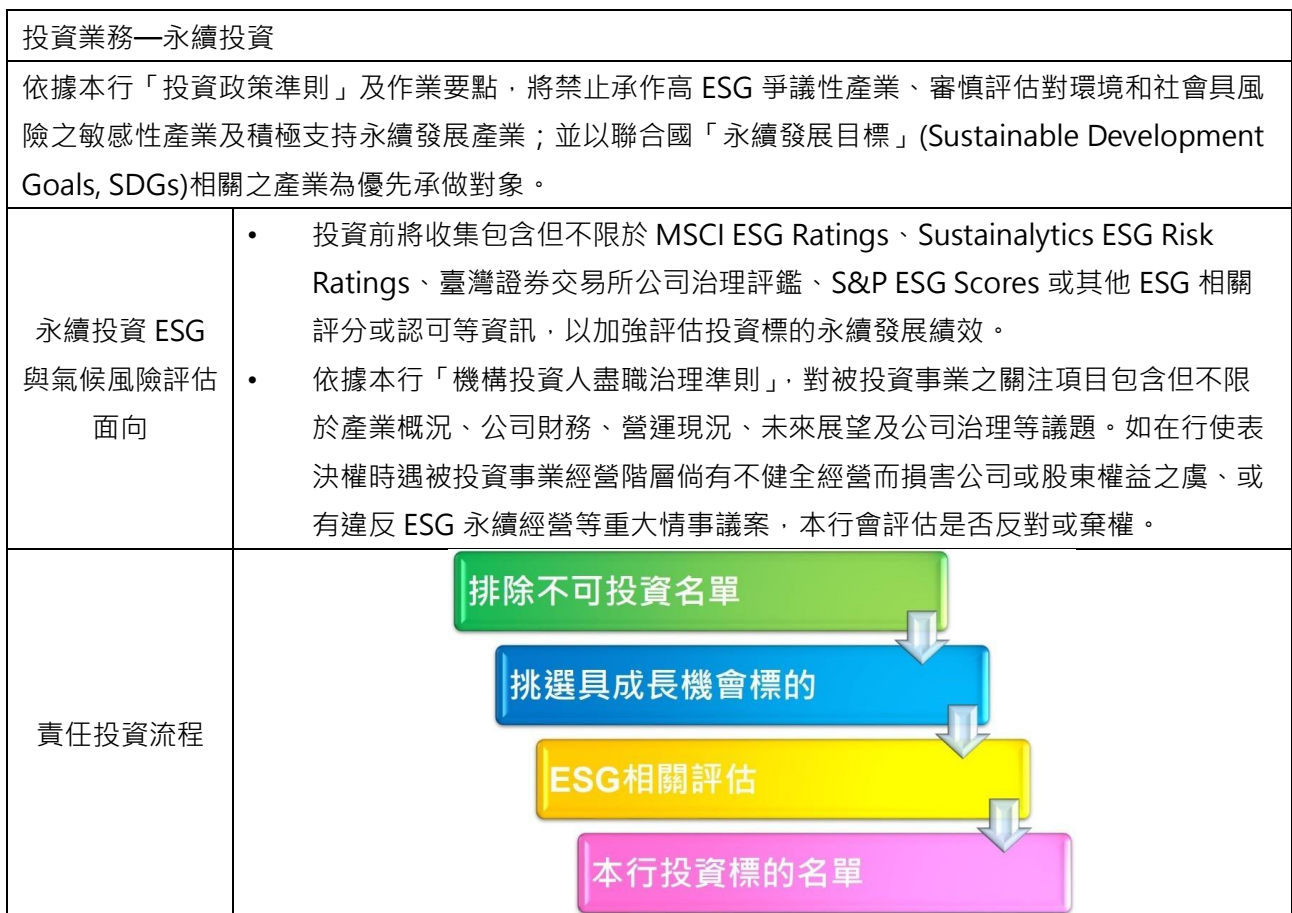 投資業務—永續投資
依據本行「投資政策準則」及作業要點，將禁止承作高 ESG 爭議性產業、審慎評估對環境和社會具風
險之敏感性產業及積極支持永續發展產業；並以聯合國「永續發展目標」(Sustainable Development
Goals, SDGs)相關之產業為優先承做對象。
永續投資 ESG
與氣候風險評估
面向
• 投資前將收集包含但不限於 MSCI ESG Ratings、Sustainalytics ESG Risk
Ratings、臺灣證券交易所公司治理評鑑、S&P ESG Scores 或其他 ESG 相關
評分或認可等資訊，以加強評估投資標的永續發展績效。
• 依據本行「機構投資人盡職治理準則」，對被投資事業之關注項目包含但不限
於產業概況、公司財務、營運現況、未來展望及公司治理等議題。如在行使表
決權時遇被投資事業經營階層倘有不健全經營而損害公司或股東權益之虞、或
有違反 ESG 永續經營等重大情事議案，本行會評估是否反對或棄權。
責任投資流程
排除不可投資名單
挑選具成長機會標的
ESG相關評估
本行投資標的名單